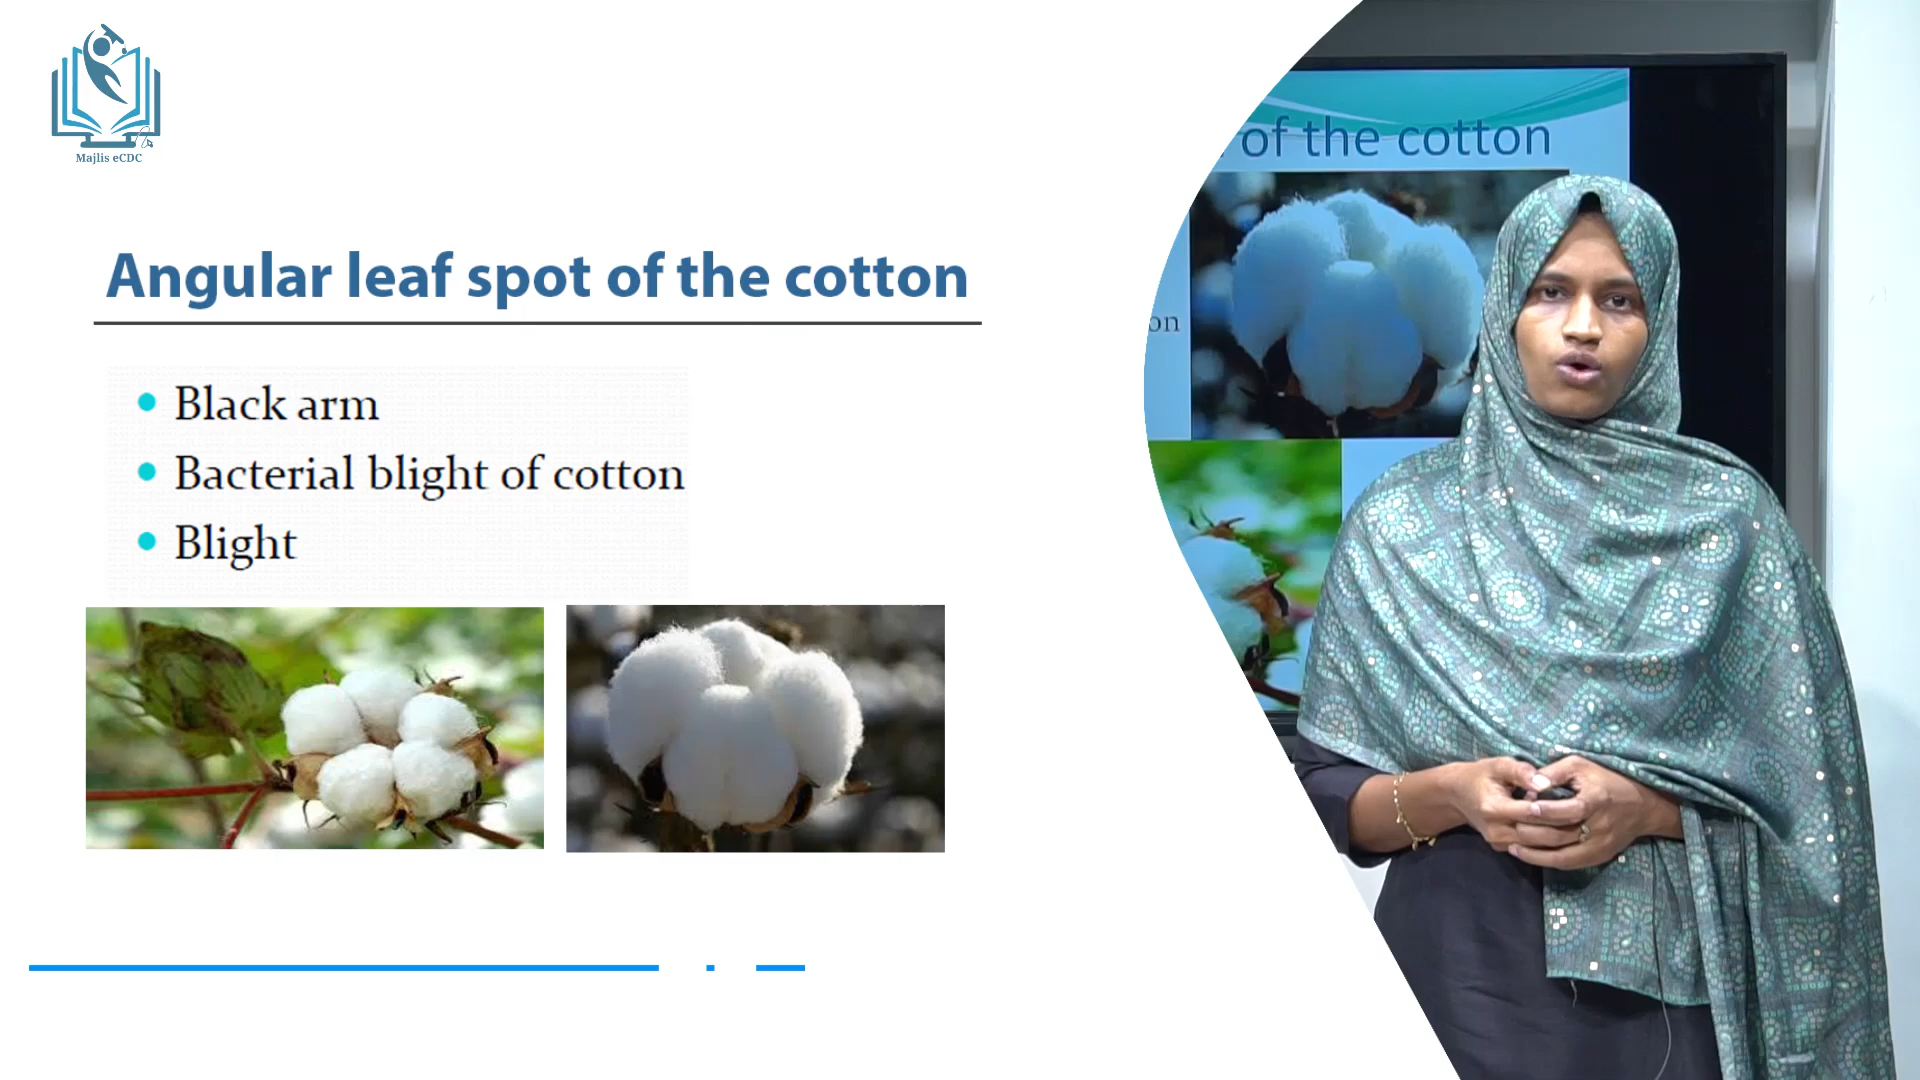 Majlis eCDC
Angular leaf spot of the cotton
Black arm
Bacterial blight of cotton
Blight
of the cotton
on